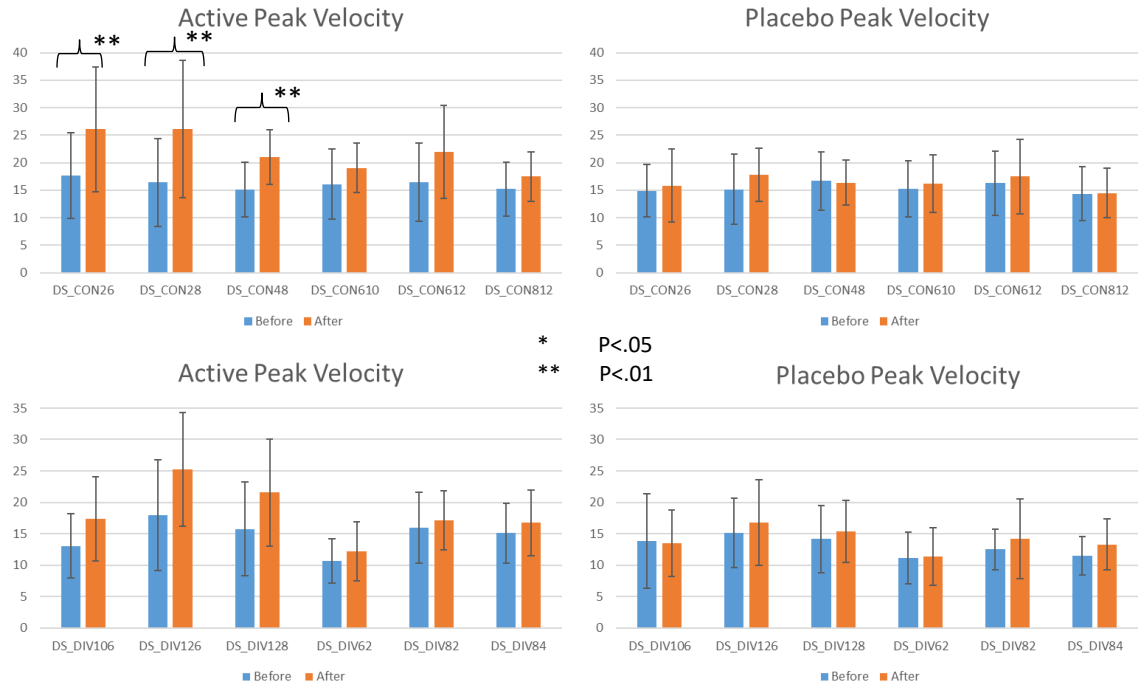 Active Peak Velocity
** ** **
40
35
30
25
20
15
10
5
0
DS_CON26 DS_CON28 DS_CON48 DS_CON610 DS_CON612 DS_CON812
Before After
Placebo Peak Velocity
40
35
30
25
20
15
10
5
0
DS_CON26 DS_CON28 DS_CON48 DS_CON610 DS_CON612 DS_CON812
Before After
* P<.05
** P<.01
Active Peak Velocity
35
30
25
20
15
10
5
0
DS_DIV106 DS_DIV126 DS_DIV128 DS_DIV62 DS_DIV82 DS_DIV84
Before After
Placebo Peak Velocity
35
30
25
20
15
10
5
0
DS_DIV106 DS_DIV126 DS_DIV128 DS_DIV62 DS_DIV82 DS_DIV84
Before After